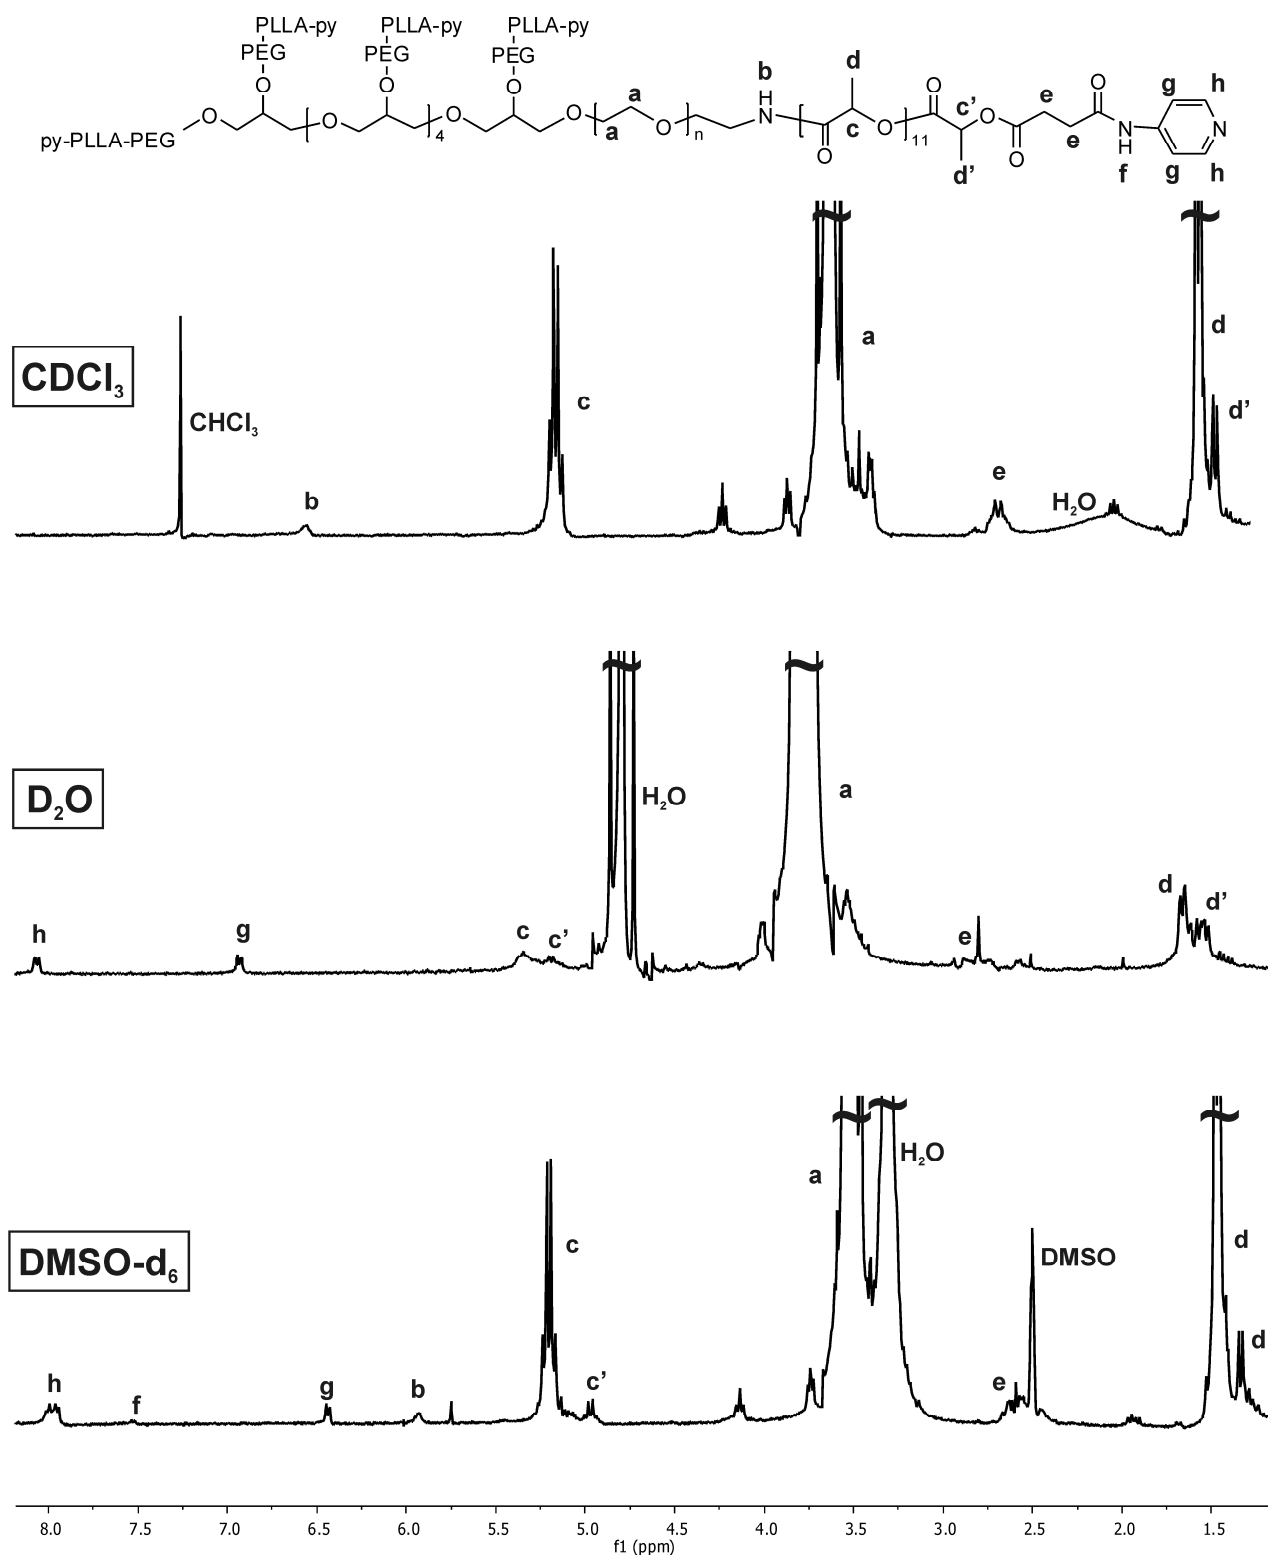 PLLA-py PLLA-py PLLA-py
PEG PEG PEG
O O O
b d
a c' e g h
py-PLLA-PEG O O 4 O O a O n N H O c O 11 O O O e N H N
d' f g h
CDCl₃
CHCl₃
b
c
a
e
H₂O
d
d'
D₂O
h
g
c
c'
H₂O
a
e
d
d'
DMSO-d₆
h
f
g
b
c
c'
a
H₂O
e
DMSO
d
d
8.0 7.5 7.0 6.5 6.0 5.5 5.0 4.5 4.0 3.5 3.0 2.5 2.0 1.5
f1 (ppm)